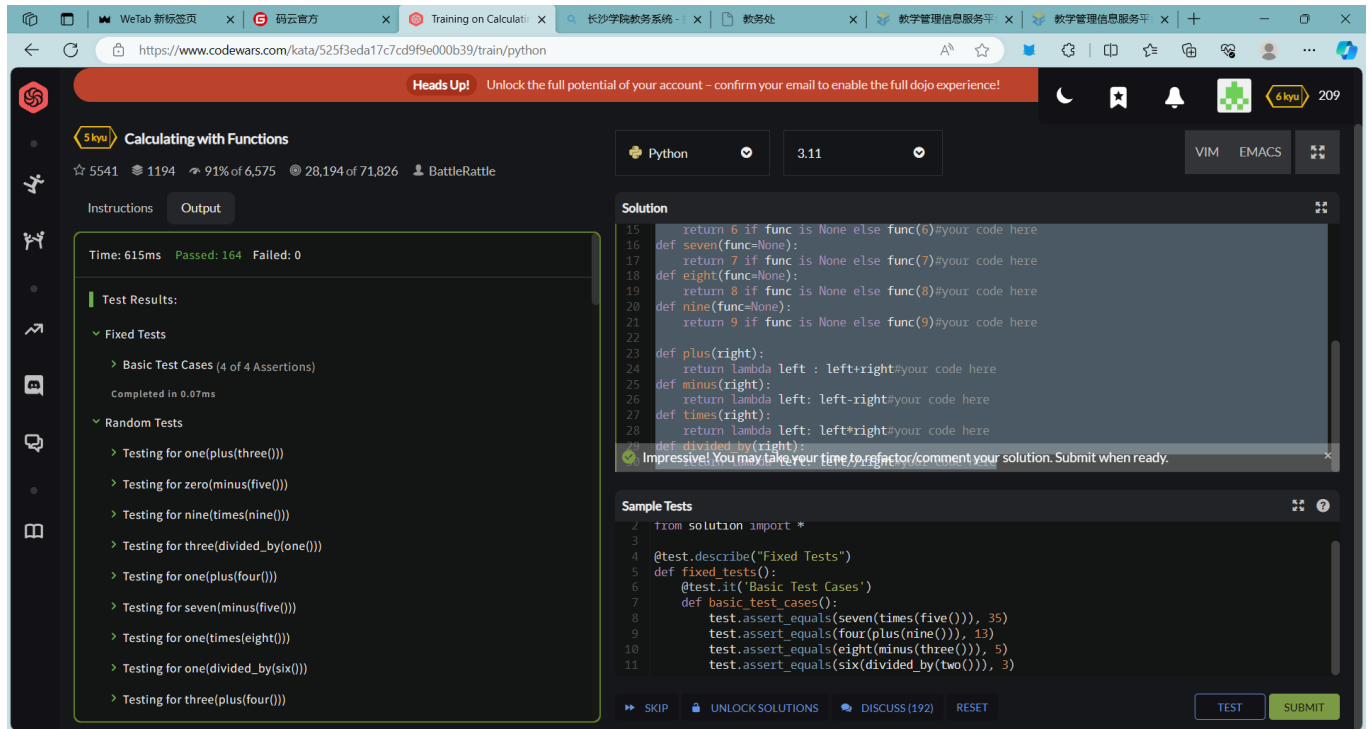 WeTab 新标签页
码云官方
Training on Calculatin
长沙学院教务系统 -
教务处
教学管理信息服务平
教学管理信息服务平
https://www.codewars.com/kata/525f3eda17c7cd9f9e000b39/train/python
Heads Up! Unlock the full potential of your account – confirm your email to enable the full dojo experience!
6 kyu 209
5 kyu Calculating with Functions
5541 1194 91% of 6,575 28,194 of 71,826 BattleRattle
Python
3.11
VIM EMACS
Instructions Output
Time: 615ms Passed: 164 Failed: 0
Test Results:
Fixed Tests
Basic Test Cases (4 of 4 Assertions)
Completed in 0.07ms
Random Tests
Testing for one(plus(three()))
Testing for zero(minus(five()))
Testing for nine(times(nine()))
Testing for three(divided_by(one()))
Testing for one(plus(four()))
Testing for seven(minus(five()))
Testing for one(times(eight()))
Testing for one(divided_by(six()))
Testing for three(plus(four()))
Solution
15 return 6 if func is None else func(6)#your code here
16 def seven(func=None):
17 return 7 if func is None else func(7)#your code here
18 def eight(func=None):
19 return 8 if func is None else func(8)#your code here
20 def nine(func=None):
21 return 9 if func is None else func(9)#your code here
22
23 def plus(right):
24 return lambda left : left+right#your code here
25 def minus(right):
26 return lambda left: left-right#your code here
27 def times(right):
28 return lambda left: left*right#your code here
29 def divided_by(right):
30 return lambda left: left//right#your code here
Impressive! You may take your time to refactor/comment your solution. Submit when ready.
Sample Tests
2 from solution import *
3
4 @test.describe("Fixed Tests")
5 def fixed_tests():
6 @test.it('Basic Test Cases')
7 def basic_test_cases():
8 test.assert_equals(seven(times(five())), 35)
9 test.assert_equals(four(plus(nine())), 13)
10 test.assert_equals(eight(minus(three())), 5)
11 test.assert_equals(six(divided_by(two())), 3)
SKIP UNLOCK SOLUTIONS DISCUSS (192) RESET
TEST SUBMIT